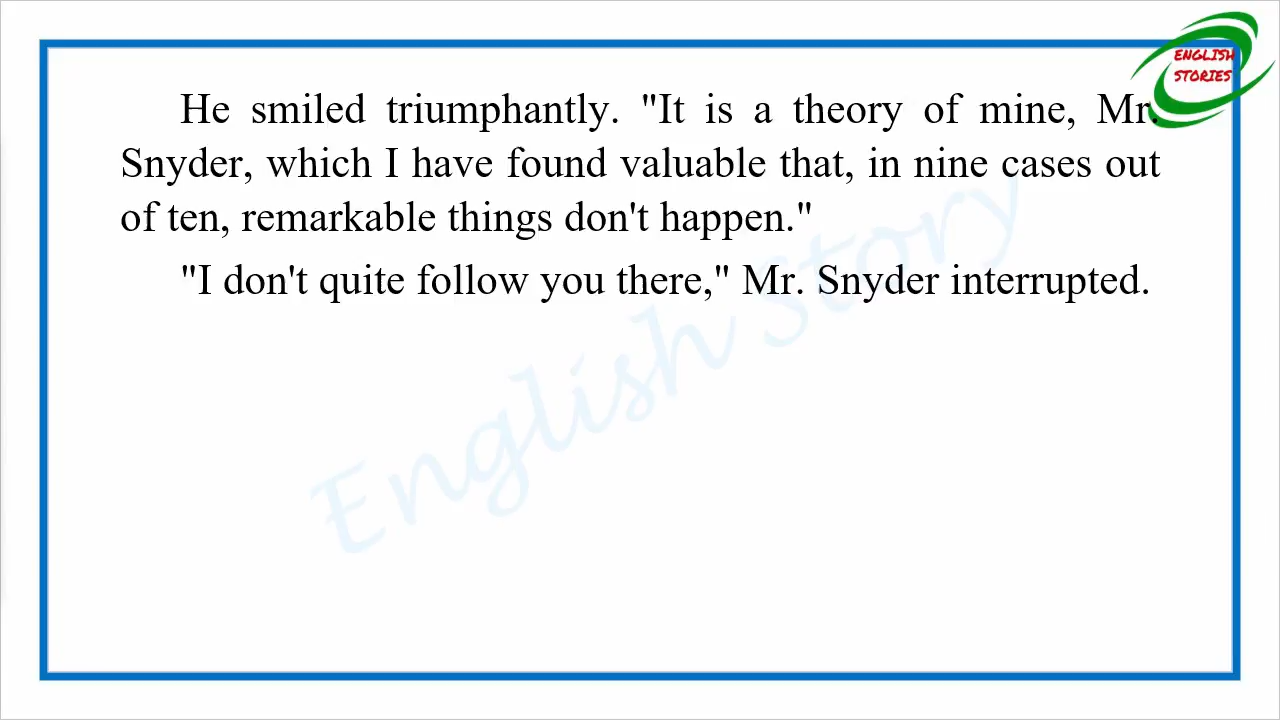 ENGLISH
STORIES
He smiled triumphantly. "It is a theory of mine, Mr.
Snyder, which I have found valuable that, in nine cases out
of ten, remarkable things don't happen."
"I don't quite follow you there," Mr. Snyder interrupted.
English Story